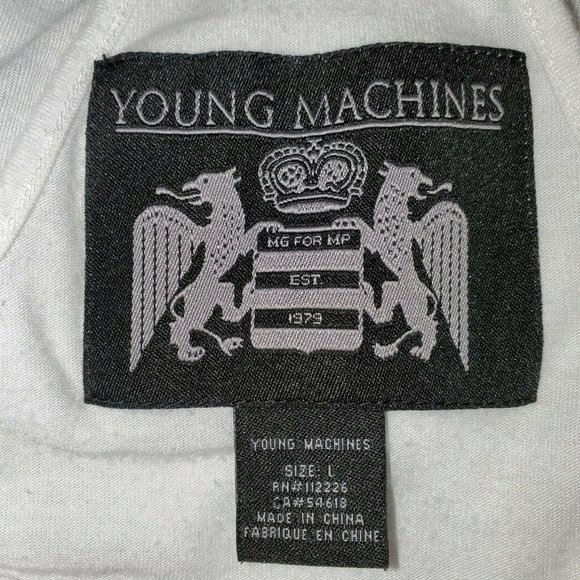 YOUNG MACHINES
MG FOR MP
EST.
1979
YOUNG MACHINES
SIZE: L
RN#112226
CA#54618
MADE IN CHINA
FABRIQUE EN CHINE